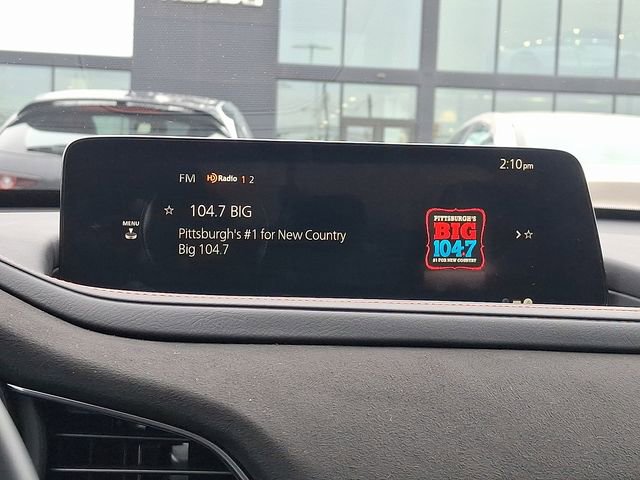 FM HD Radio 1 2
2:10pm
☆ 104.7 BIG
MENU
Pittsburgh's #1 for New Country
Big 104.7
PITTSBURGH'S
BIG
104.7
#1 FOR NEW COUNTRY